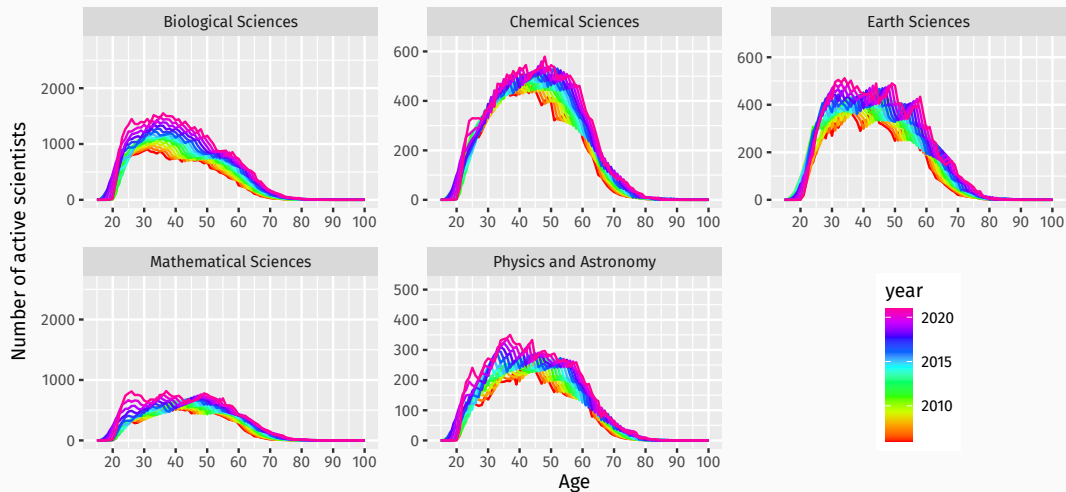 Biological Sciences
Chemical Sciences
Earth Sciences
2000
1000
0
20 30 40 50 60 70 80 90 100
600
400
200
0
20 30 40 50 60 70 80 90 100
600
400
200
0
20 30 40 50 60 70 80 90 100
Number of active scientists
Mathematical Sciences
Physics and Astronomy
2000
1000
0
20 30 40 50 60 70 80 90 100
500
400
300
200
100
0
20 30 40 50 60 70 80 90 100
Age
year
2020
2015
2010